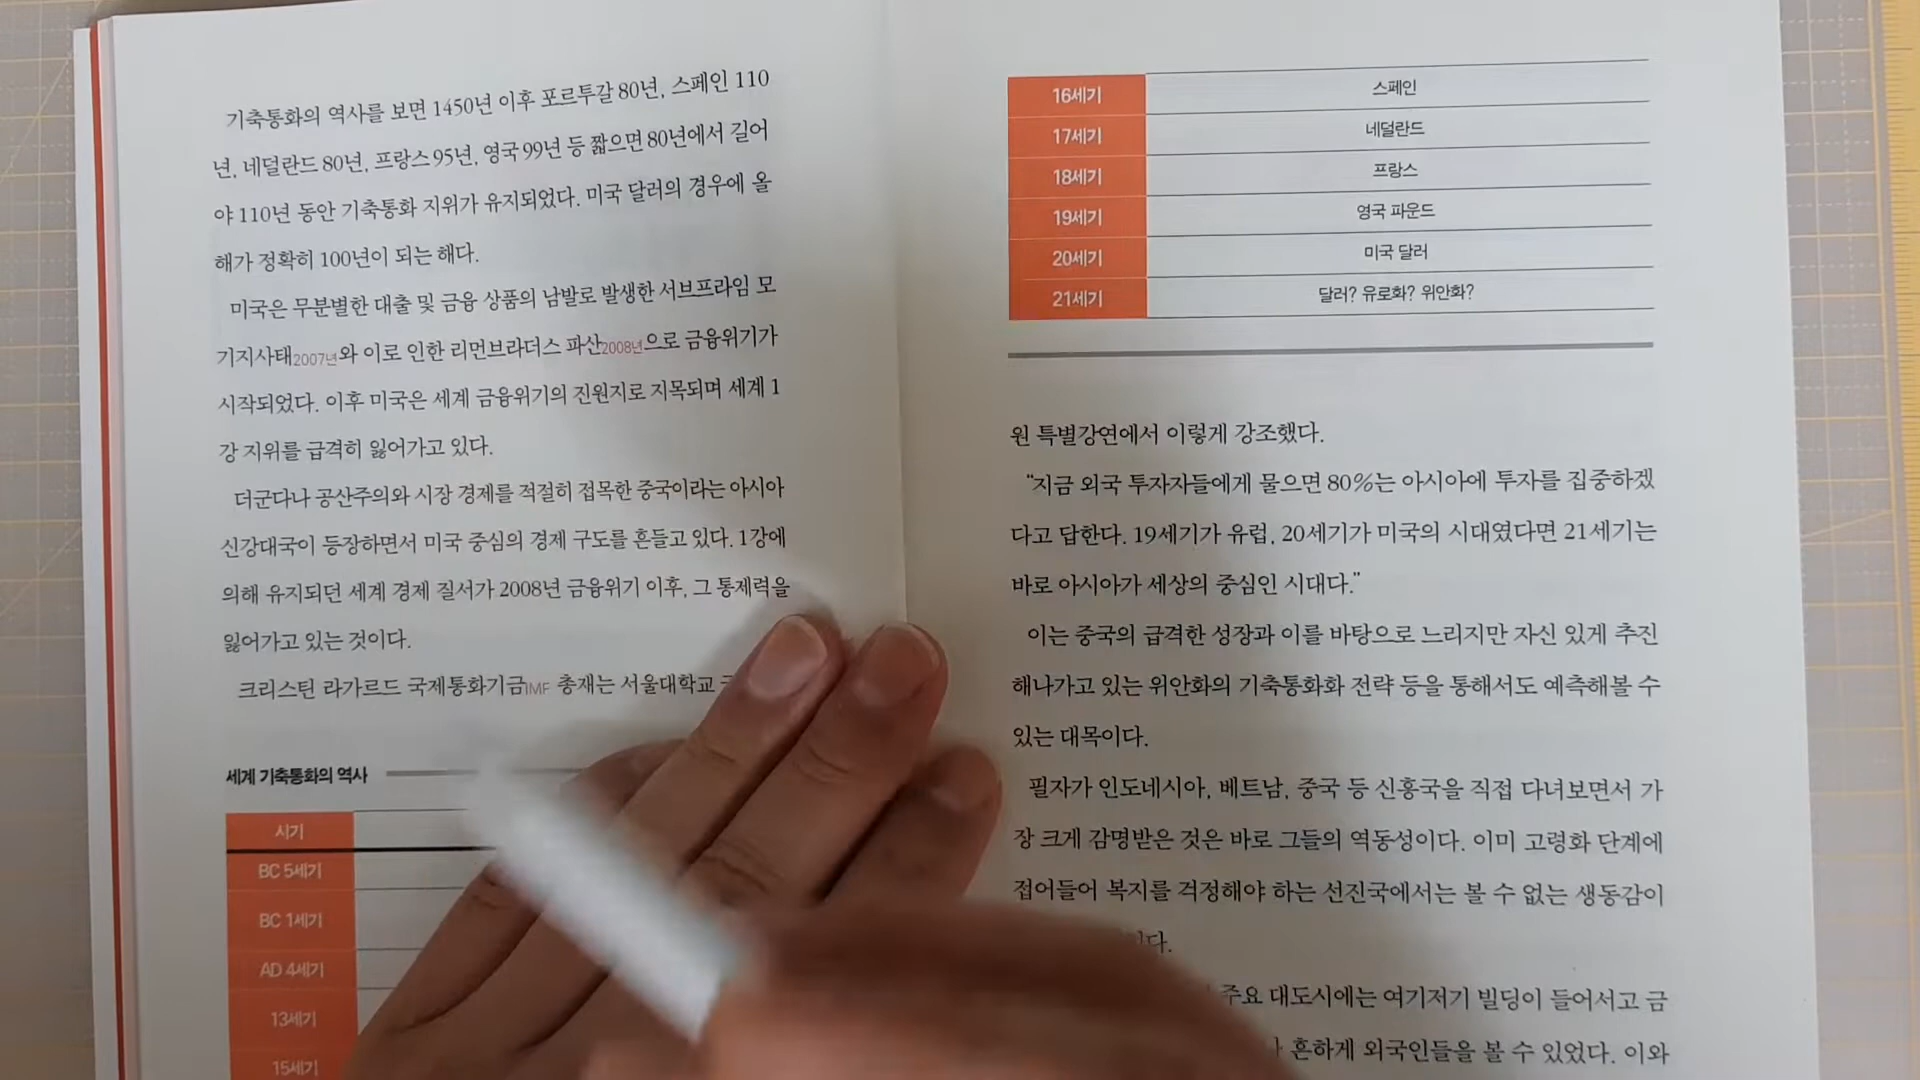 기축통화의 역사를 보면 1450년 이후 포르투갈 80년, 스페인 110
년, 네덜란드 80년, 프랑스 95년, 영국 99년 등 짧으면 80년에서 길어
야 110년 동안 기축통화 지위가 유지되었다. 미국 달러의 경우에 올
해가 정확히 100년이 되는 해다.
미국은 무분별한 대출 및 금융 상품의 남발로 발생한 서브프라임 모
기지사태2007년와 이로 인한 리먼브라더스 파산2008년으로 금융위기가
시작되었다. 이후 미국은 세계 금융위기의 진원지로 지목되며 세계 1
강 지위를 급격히 잃어가고 있다.
더군다나 공산주의와 시장 경제를 적절히 접목한 중국이라는 아시아
신강대국이 등장하면서 미국 중심의 경제 구도를 흔들고 있다. 1강에
의해 유지되던 세계 경제 질서가 2008년 금융위기 이후, 그 통제력을
잃어가고 있는 것이다.
크리스틴 라가르드 국제통화기금IMF 총재는 서울대학교
세계 기축통화의 역사
시기
BC 5세기
BC 1세기
AD 4세기
13세기
15세기
16세기 스페인
17세기 네덜란드
18세기 프랑스
19세기 영국 파운드
20세기 미국 달러
21세기 달러? 유로화? 위안화?
원 특별강연에서 이렇게 강조했다.
“지금 외국 투자자들에게 물으면 80%는 아시아에 투자를 집중하겠
다고 답한다. 19세기가 유럽, 20세기가 미국의 시대였다면 21세기는
바로 아시아가 세상의 중심인 시대다.”
이는 중국의 급격한 성장과 이를 바탕으로 느리지만 자신 있게 추진
해나가고 있는 위안화의 기축통화화 전략 등을 통해서도 예측해볼 수
있는 대목이다.
필자가 인도네시아, 베트남, 중국 등 신흥국을 직접 다녀보면서 가
장 크게 감명받은 것은 바로 그들의 역동성이다. 이미 고령화 단계에
접어들어 복지를 걱정해야 하는 선진국에서는 볼 수 없는 생동감이
다.
주요 대도시에는 여기저기 빌딩이 들어서고 금
흔하게 외국인들을 볼 수 있었다. 이와